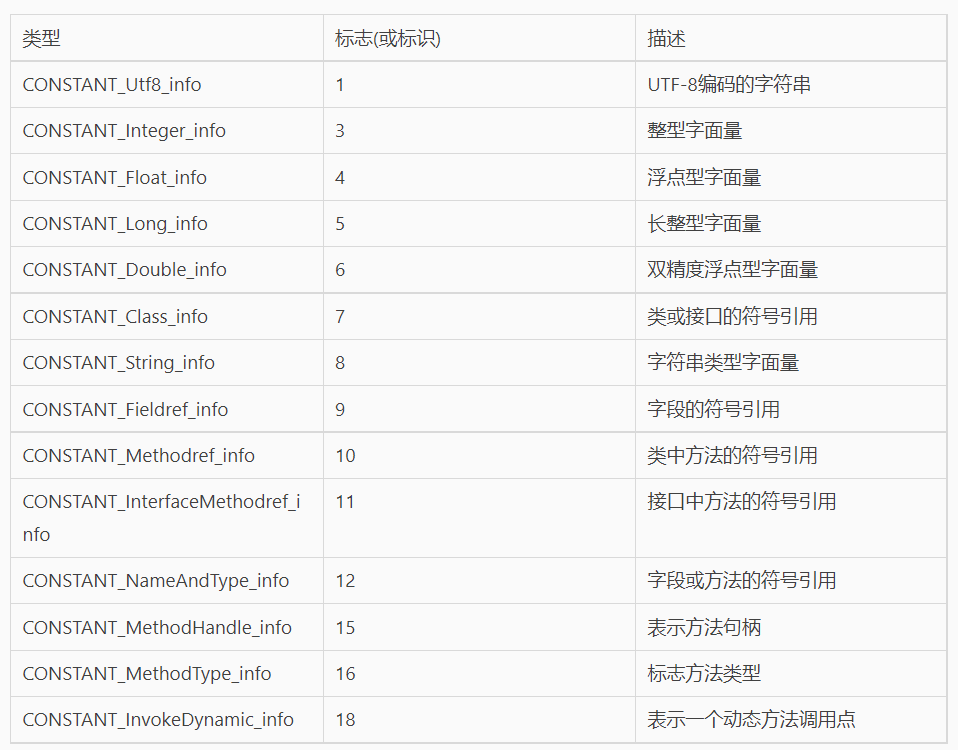 类型 标志(或标识) 描述
CONSTANT_Utf8_info 1 UTF-8编码的字符串
CONSTANT_Integer_info 3 整型字面量
CONSTANT_Float_info 4 浮点型字面量
CONSTANT_Long_info 5 长整型字面量
CONSTANT_Double_info 6 双精度浮点型字面量
CONSTANT_Class_info 7 类或接口的符号引用
CONSTANT_String_info 8 字符串类型字面量
CONSTANT_Fieldref_info 9 字段的符号引用
CONSTANT_Methodref_info 10 类中方法的符号引用
CONSTANT_InterfaceMethodref_i 11 接口中方法的符号引用
nfo
CONSTANT_NameAndType_info 12 字段或方法的符号引用
CONSTANT_MethodHandle_info 15 表示方法句柄
CONSTANT_MethodType_info 16 标志方法类型
CONSTANT_InvokeDynamic_info 18 表示一个动态方法调用点